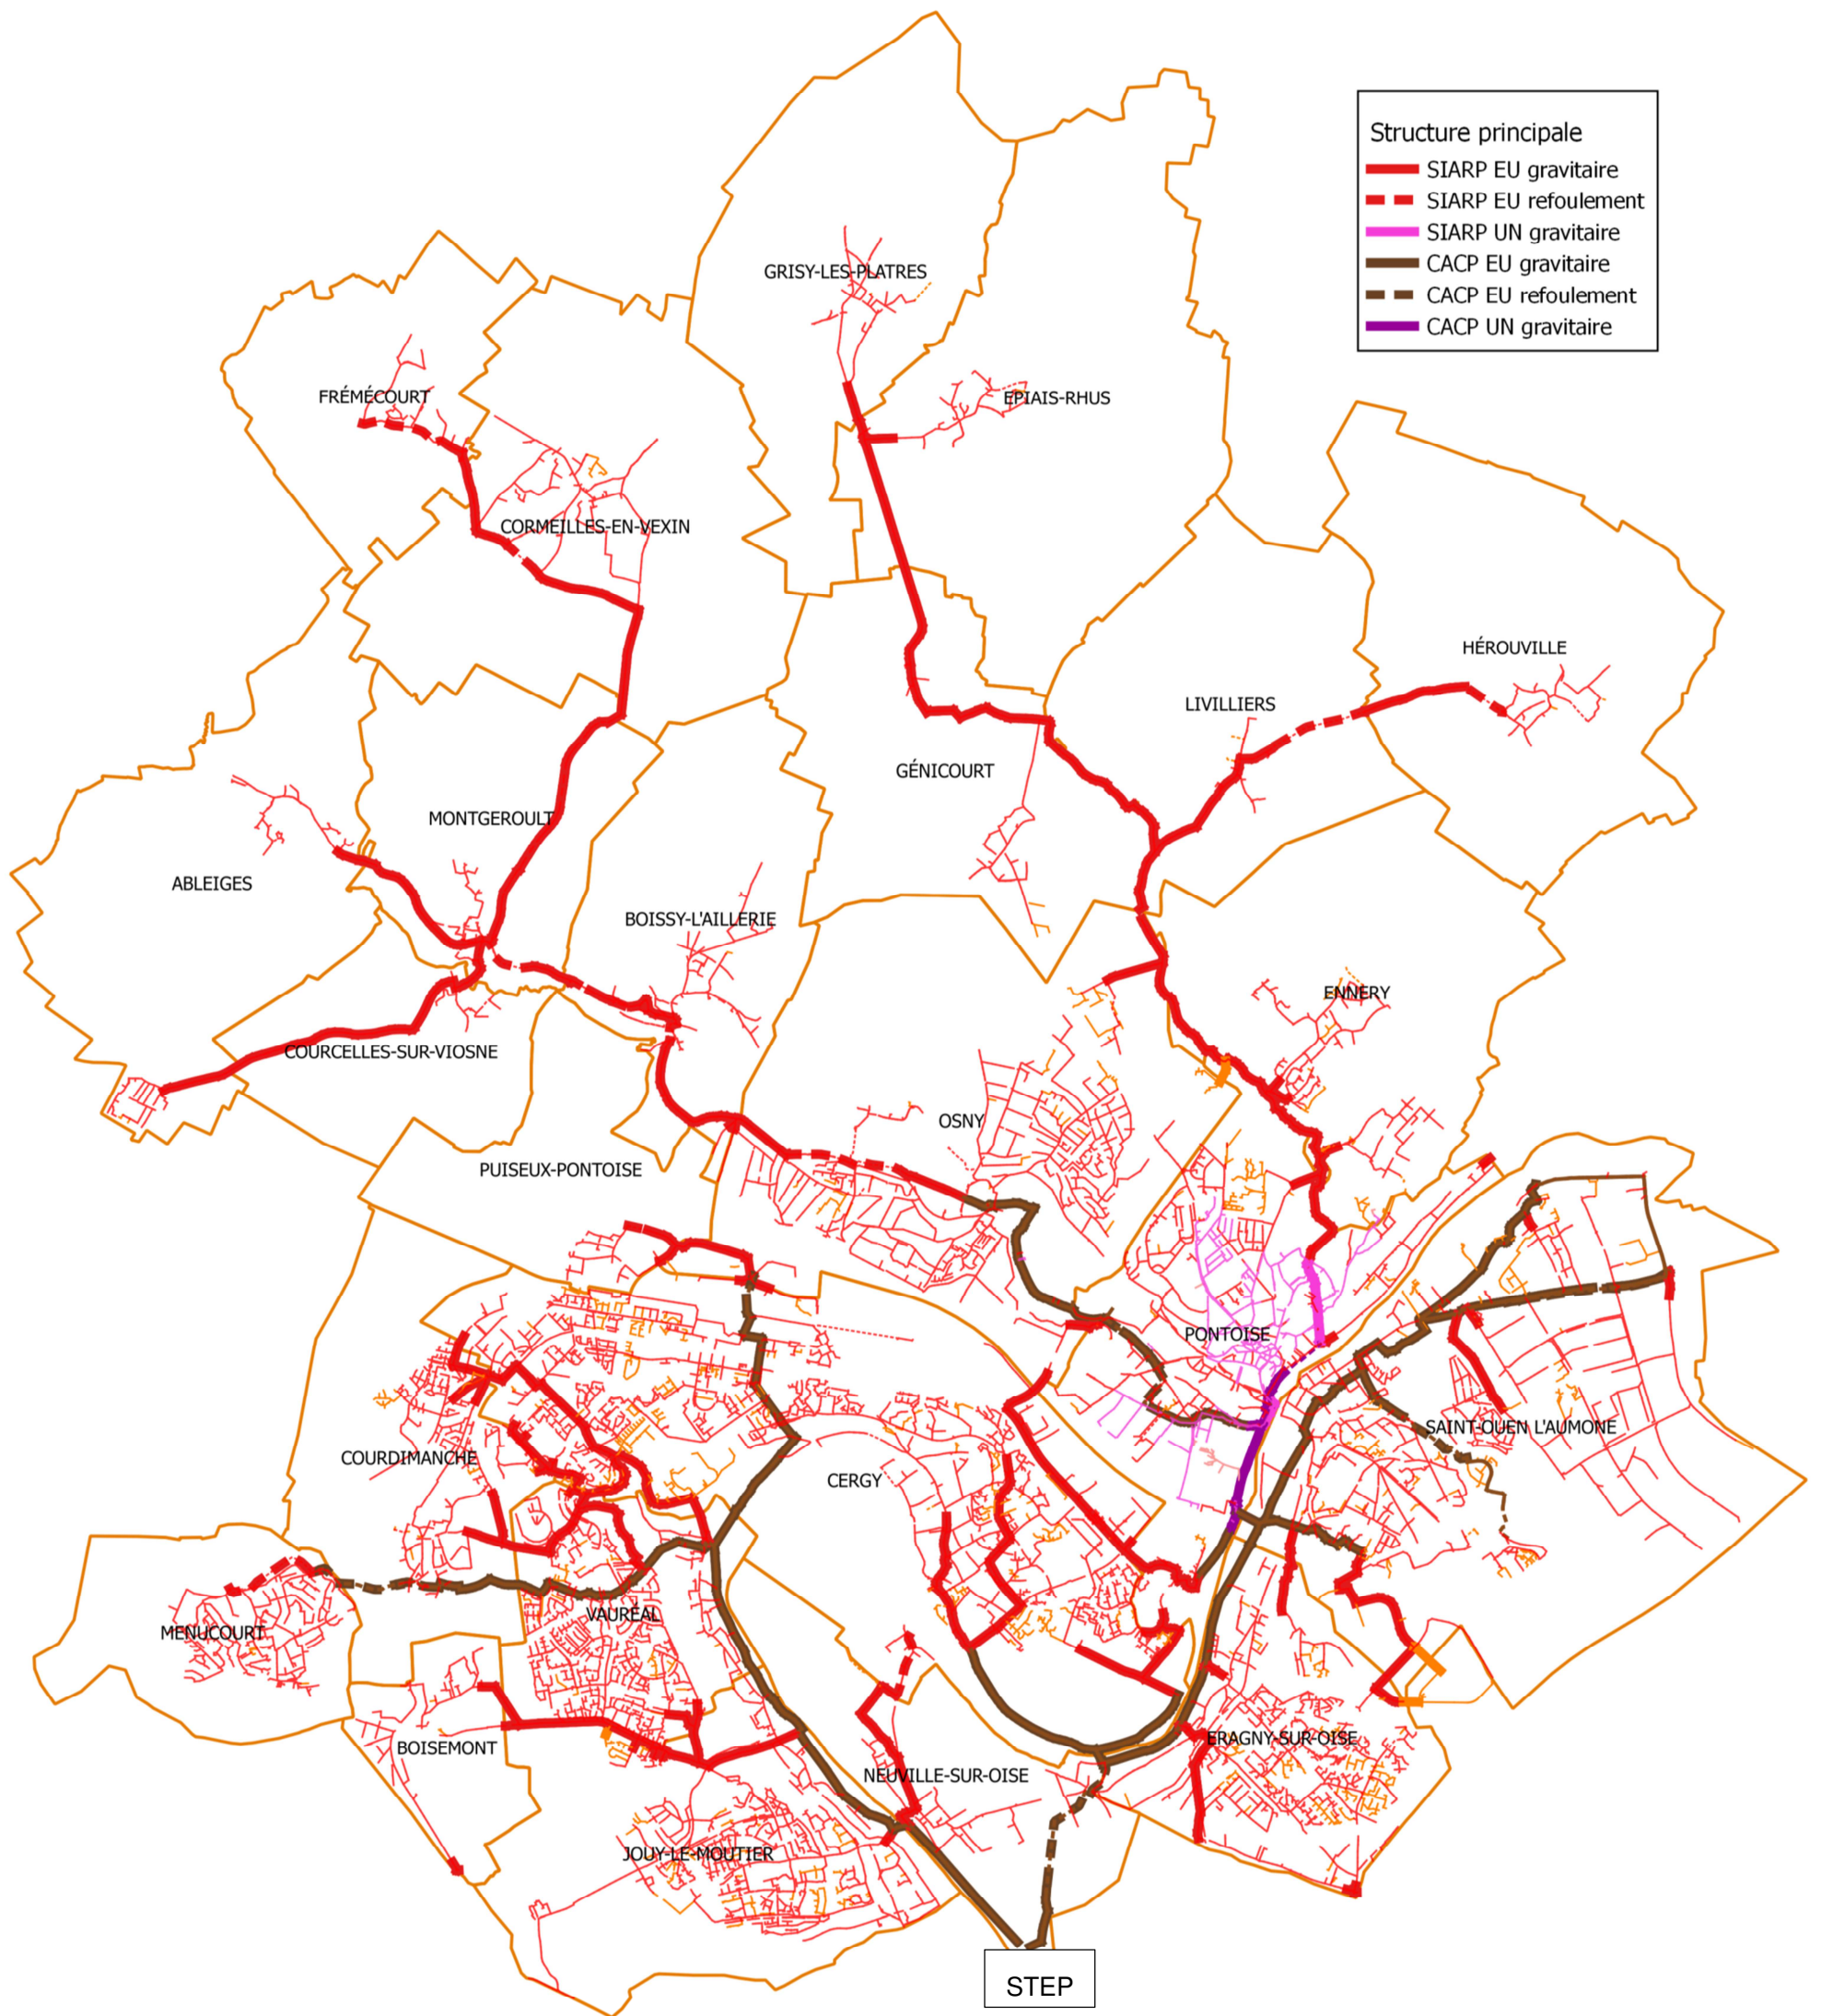 Structure principale
SIARP EU gravitaire
SIARP EU refoulement
SIARP UN gravitaire
CACP EU gravitaire
CACP EU refoulement
CACP UN gravitaire
GRISY-LES-PLATRES
FRÉMÉCOURT
EPIAIS-RHUS
CORMEILLES-EN-VEXIN
HÉROUVILLE
LIVILLIERS
GÉNICOURT
MONTGEROULT
ABLEIGES
BOISSY-L'AILLERIE
ENNERY
COURCELLES-SUR-VIOSNE
OSNY
PUISEUX-PONTOISE
PONTOISE
SAINT-OUEN L'AUMONE
COURDIMANCHE
CERGY
VAURÉAL
MENUCOURT
ERAGNY-SUR-OISE
BOISEMONT
NEUVILLE-SUR-OISE
JOUY-LE-MOUTIER
STEP